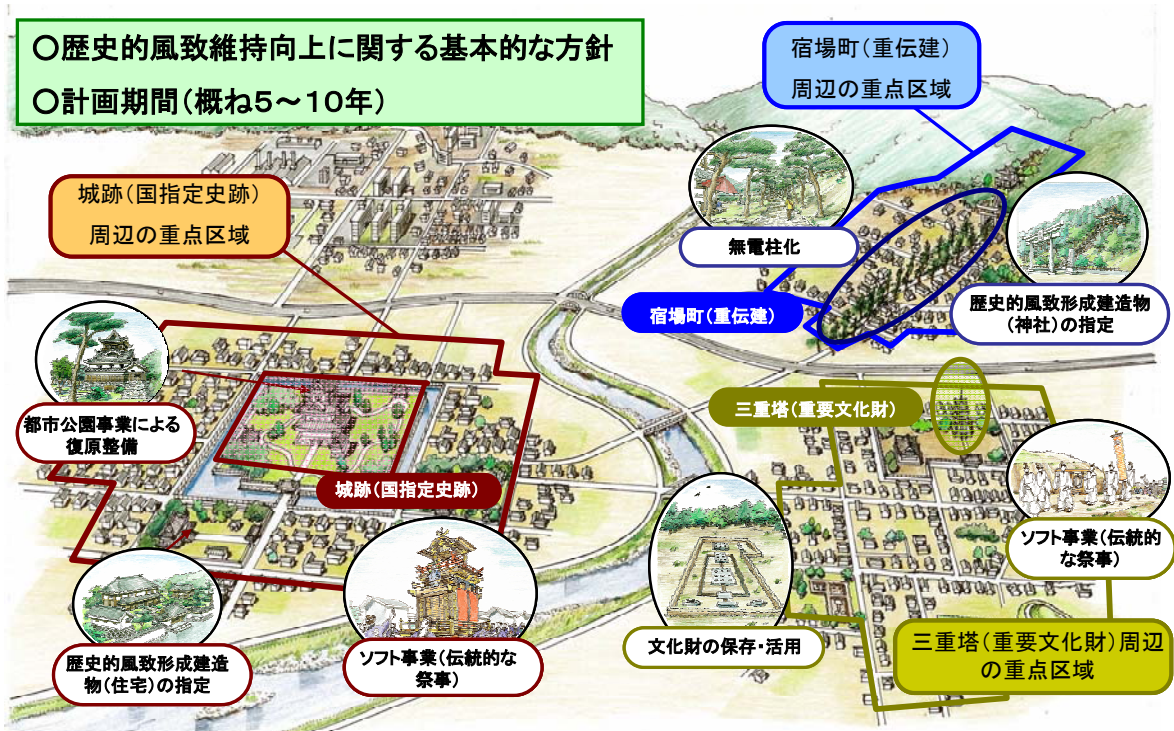 〇歴史的風致維持向上に関する基本的な方針
〇計画期間(概ね5～10年)
宿場町(重伝建)
周辺の重点区域
城跡(国指定史跡)
周辺の重点区域
無電柱化
宿場町(重伝建)
歴史的風致形成建造物
(神社)の指定
都市公園事業による
復原整備
城跡(国指定史跡)
三重塔(重要文化財)
ソフト事業(伝統的
な祭事)
歴史的風致形成建造
物(住宅)の指定
ソフト事業(伝統的な
祭事)
文化財の保存・活用
三重塔(重要文化財)周辺
の重点区域